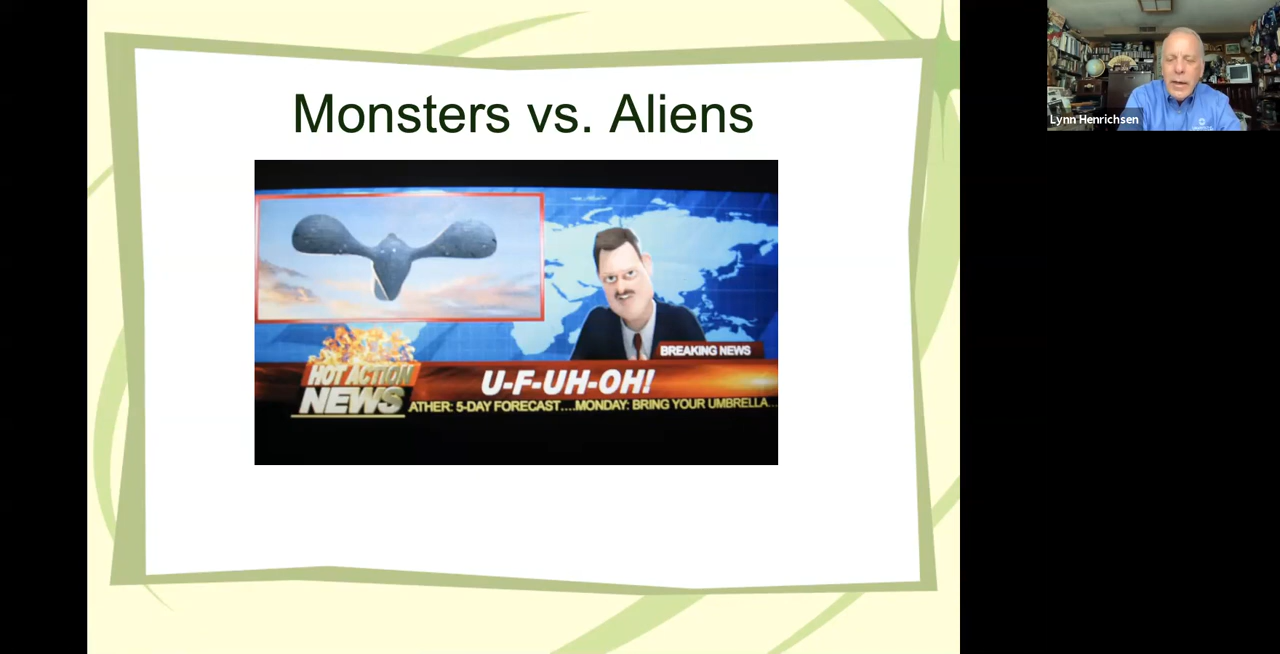 Monsters vs. Aliens
BREAKING NEWS
HOT ACTION
NEWS
U-F-UH-OH!
ATHER: 5-DAY FORECAST....MONDAY: BRING YOUR UMBRELLA...
Lynn Henrichsen